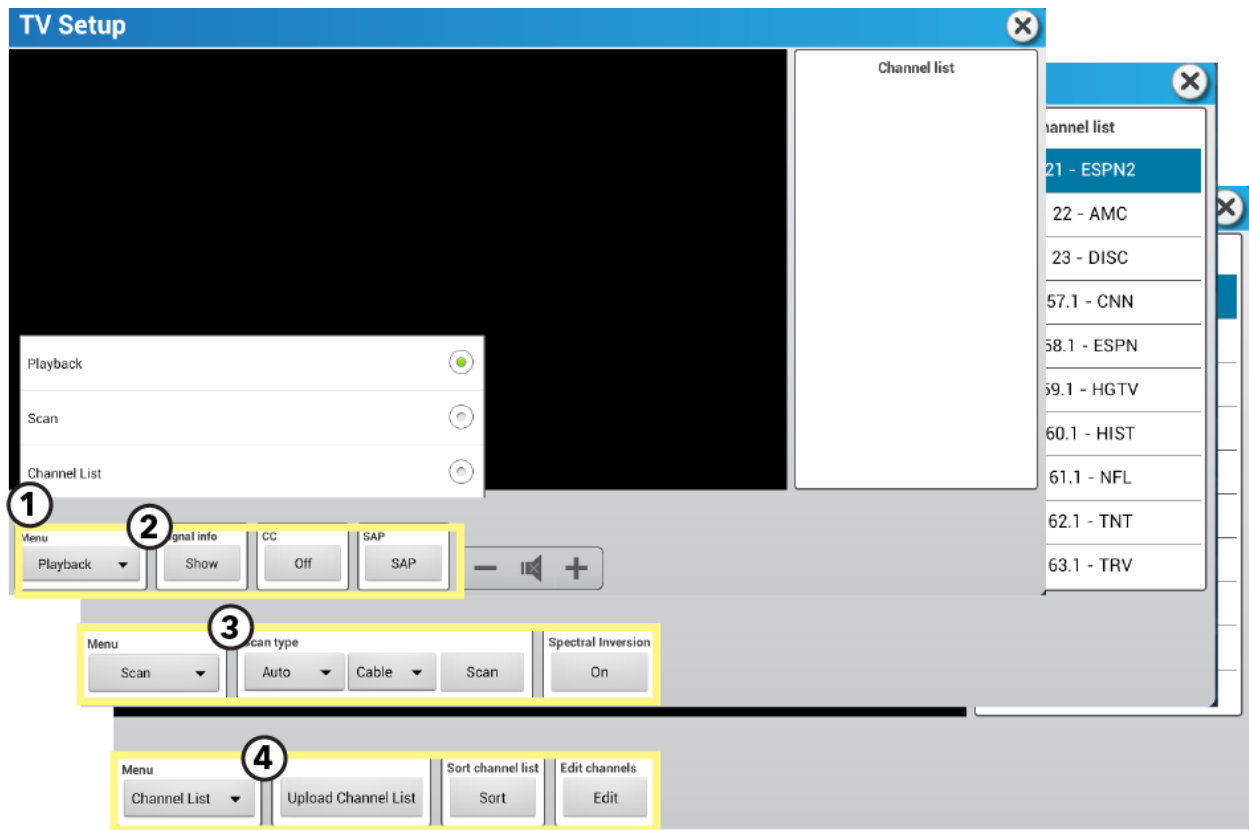 TV Setup
Channel list
Playback
Scan
Channel List
1
2
Menu
Playback
gnal info
Show
CC
Off
SAP
SAP
annel list
21 - ESPN2
22 - AMC
23 - DISC
57.1 - CNN
58.1 - ESPN
59.1 - HGTV
60.1 - HIST
61.1 - NFL
62.1 - TNT
63.1 - TRV
3
Menu
Scan
can type
Auto
Cable
Scan
Spectral Inversion
On
4
Menu
Channel List
Upload Channel List
Sort channel list
Sort
Edit channels
Edit